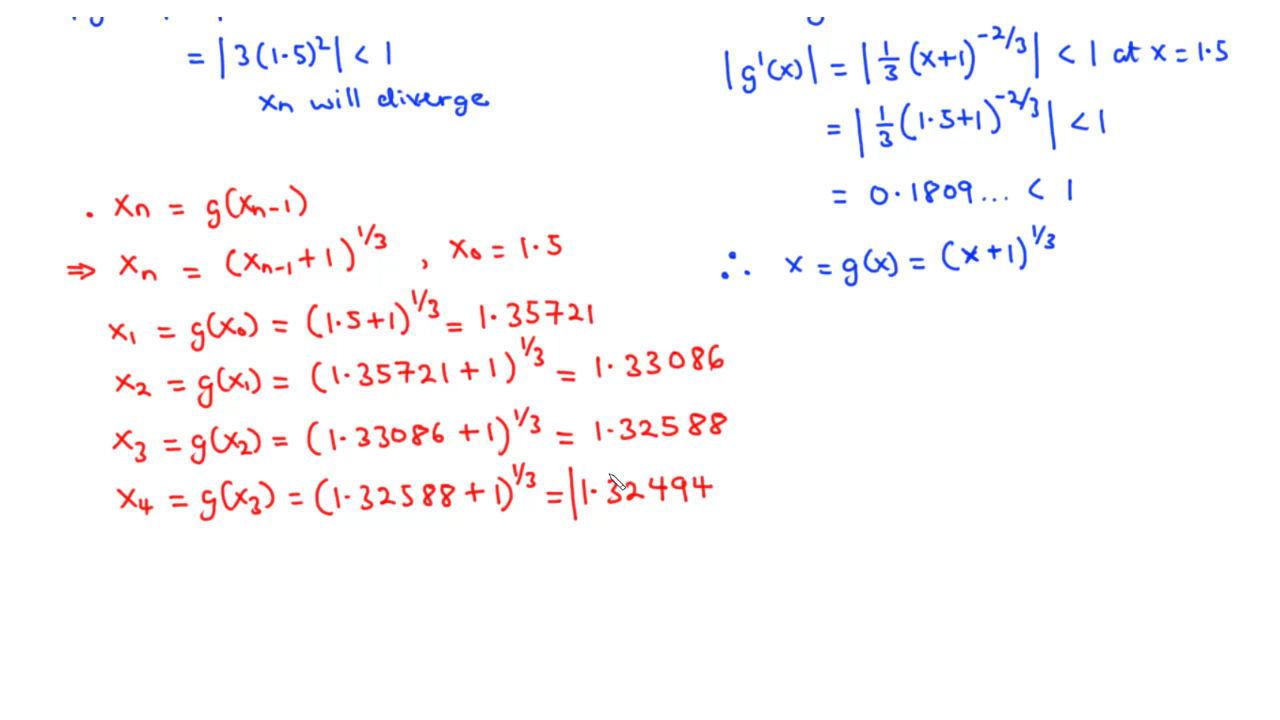 = |3(1·5)²| < 1
xₙ will diverge
|g'(x)| = |1/3 (x+1)^(-2/3)| < 1 at x = 1·5
= |1/3 (1·5+1)^(-2/3)| < 1
= 0·1809... < 1
∴ x = g(x) = (x+1)^(1/3)
· xₙ = g(xₙ₋₁)
⇒ xₙ = (xₙ₋₁+1)^(1/3) , x₀ = 1·5
x₁ = g(x₀) = (1·5+1)^(1/3) = 1·35721
x₂ = g(x₁) = (1·35721+1)^(1/3) = 1·33086
x₃ = g(x₂) = (1·33086+1)^(1/3) = 1·32588
x₄ = g(x₃) = (1·32588+1)^(1/3) = |1·32494